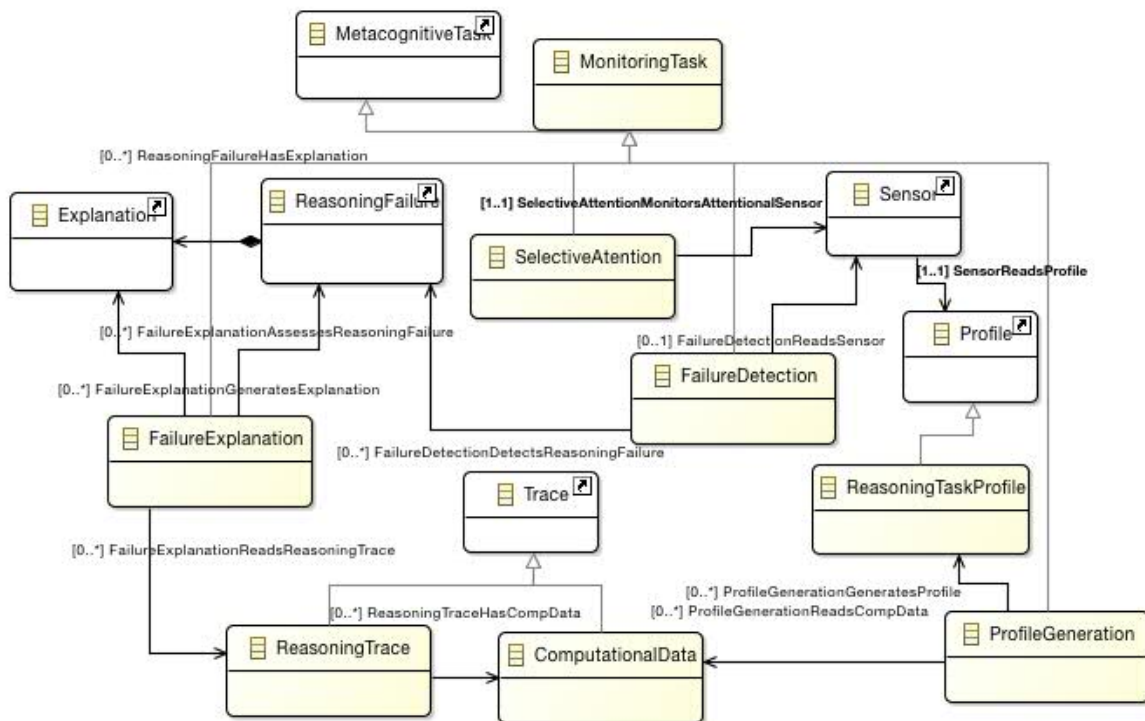 MetacognitiveTask
MonitoringTask
[0..*] ReasoningFailureHasExplanation
Explanation
ReasoningFailure
[1..1] SelectiveAttentionMonitorsAttentionalSensor
Sensor
SelectiveAtention
[1..1] SensorReadsProfile
[0..*] FailureExplanationAssessesReasoningFailure
[0..1] FailureDetectionReadsSensor
Profile
FailureDetection
[0..*] FailureExplanationGeneratesExplanation
FailureExplanation
[0..*] FailureDetectionDetectsReasoningFailure
Trace
ReasoningTaskProfile
[0..*] FailureExplanationReadsReasoningTrace
[0..*] ProfileGenerationGeneratesProfile
[0..*] ReasoningTraceHasCompData
[0..*] ProfileGenerationReadsCompData
ReasoningTrace
ComputationalData
ProfileGeneration